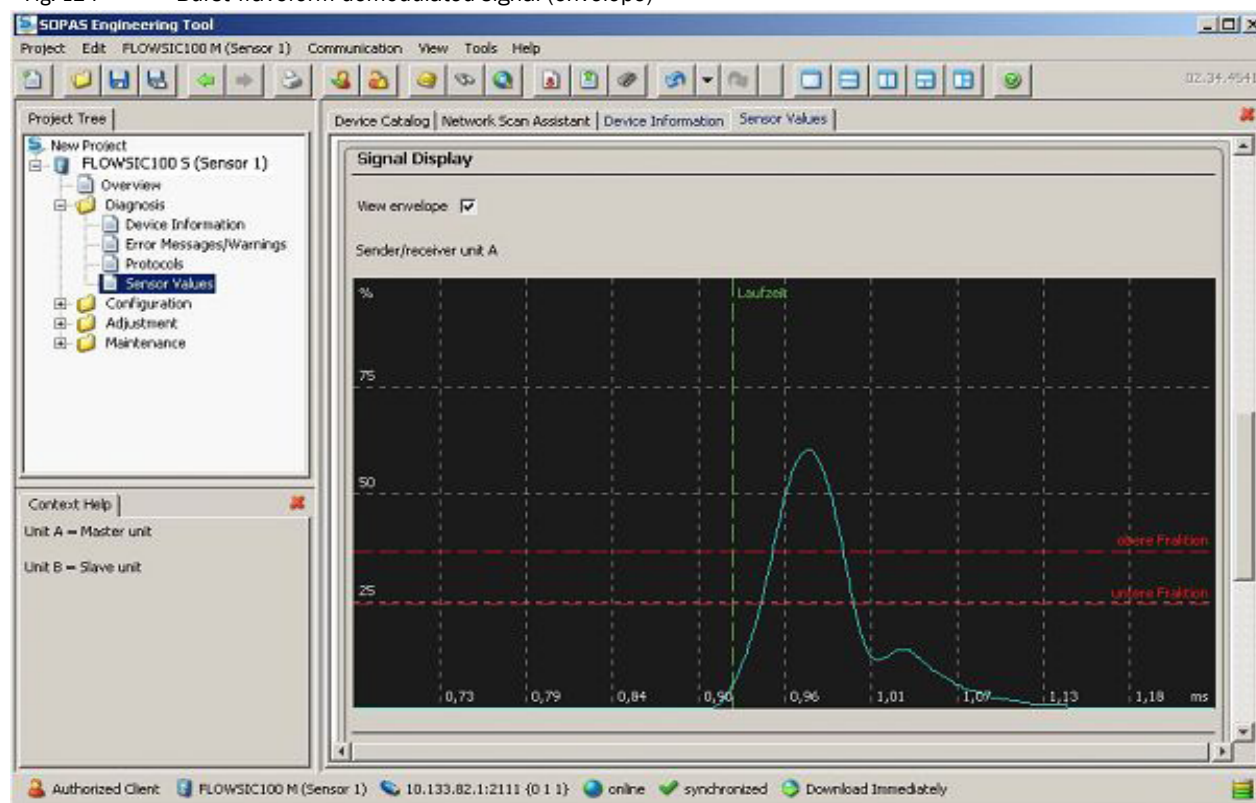 SOPAS Engineering Tool
Project Edit FLOWSIC100 M (Sensor 1) Communication View Tools Help
02.34.4541
Project Tree
New Project
FLOWSIC100 S (Sensor 1)
Overview
Diagnosis
Device Information
Error Messages/Warnings
Protocols
Sensor Values
Configuration
Adjustment
Maintenance
Context Help
Unit A = Master unit
Unit B = Slave unit
Device Catalog Network Scan Assistant Device Information Sensor Values
Signal Display
View envelope
Sender/receiver unit A
%
Laufzeit
75
50
obere Fraktion
25
untere Fraktion
0,73 0,79 0,84 0,90 0,96 1,01 1,07 1,13 1,18 ms
Authorized Client FLOWSIC100 M (Sensor 1) 10.133.82.1:2111 {0 1 1} online synchronized Download Immediately